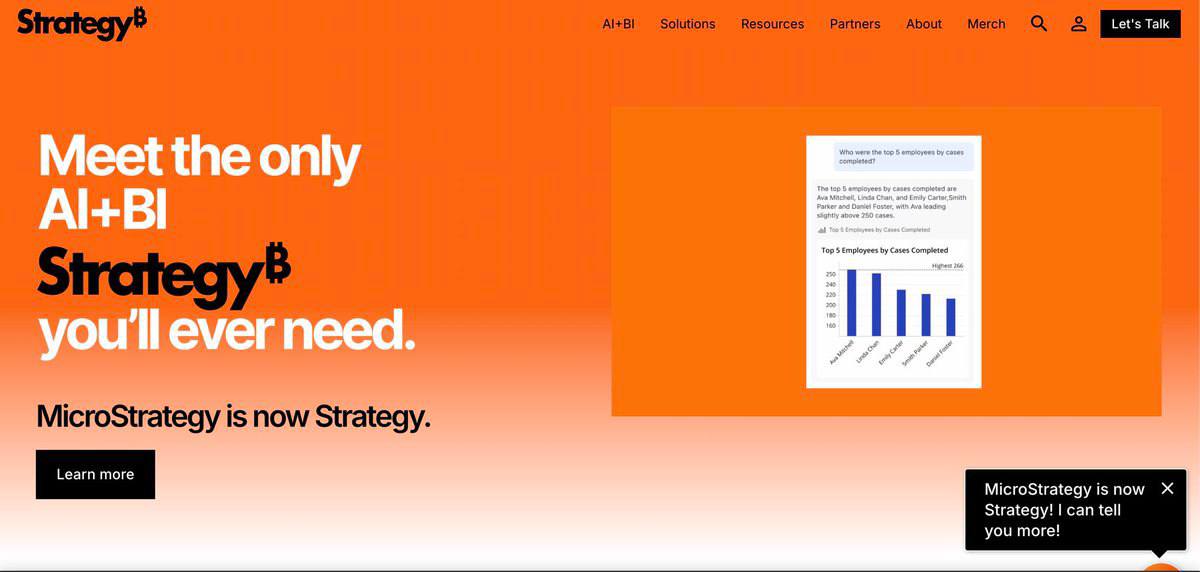 Strategy₿
AI+BI
Solutions
Resources
Partners
About
Merch
Let's Talk
Meet the only
AI+BI
Strategy₿
you'll ever need.
MicroStrategy is now Strategy.
Learn more
Who were the top 5 employees by cases
completed?
The top 5 employees by cases completed are
Ava Mitchell, Linda Chan, and Emily Carter,Smith
Parker and Daniel Foster, with Ava leading
slightly above 250 cases.
Top 5 Employees by Cases Completed
Top 5 Employees by Cases Completed
Highest 266
250
240
220
200
180
160
Ava Mitchell
Linda Chan
Emily Carter
Smith Parker
Daniel Foster
MicroStrategy is now
Strategy! I can tell
you more!